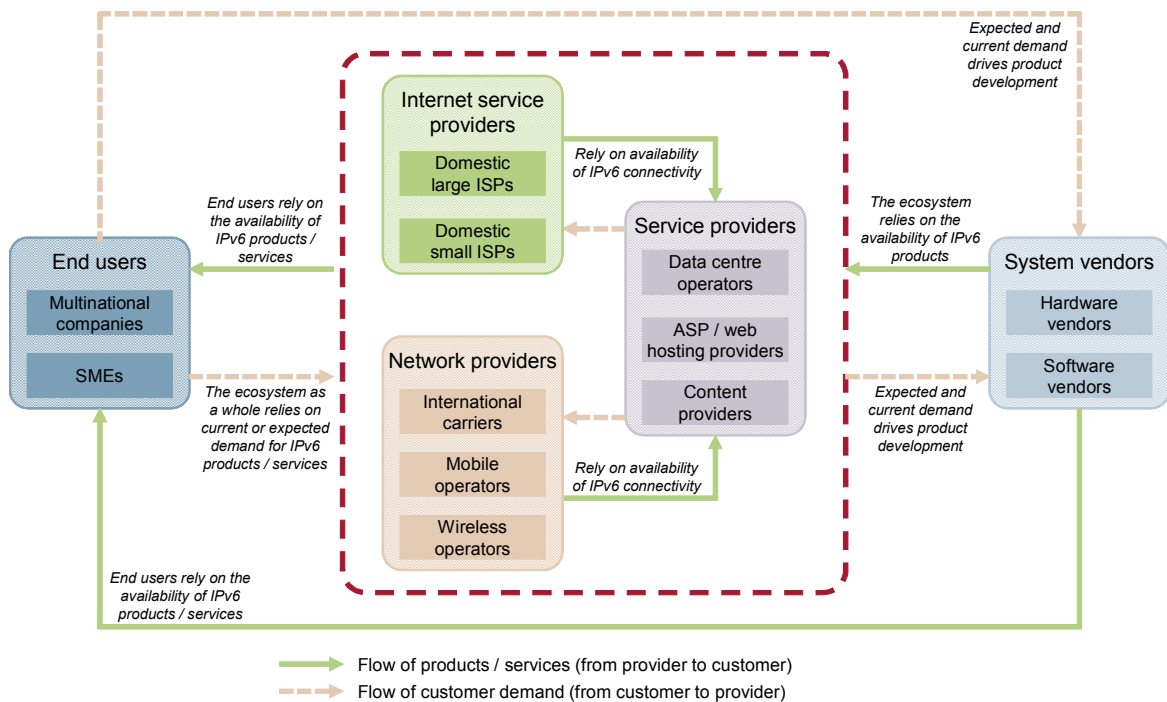 Expected and
current demand
drives product
development
Internet service
providers
Domestic
large ISPs
Domestic
small ISPs
Rely on availability
of IPv6 connectivity
End users rely on
the availability of
IPv6 products /
services
End users
Multinational
companies
SMEs
The ecosystem as
a whole relies on
current or expected
demand for IPv6
products / services
Service providers
Data centre
operators
ASP / web
hosting providers
Content
providers
Network providers
International
carriers
Mobile
operators
Wireless
operators
Rely on availability
of IPv6 connectivity
The ecosystem
relies on the
availability of IPv6
products
System vendors
Hardware
vendors
Software
vendors
Expected and
current demand
drives product
development
End users rely on the
availability of IPv6
products / services
Flow of products / services (from provider to customer)
Flow of customer demand (from customer to provider)